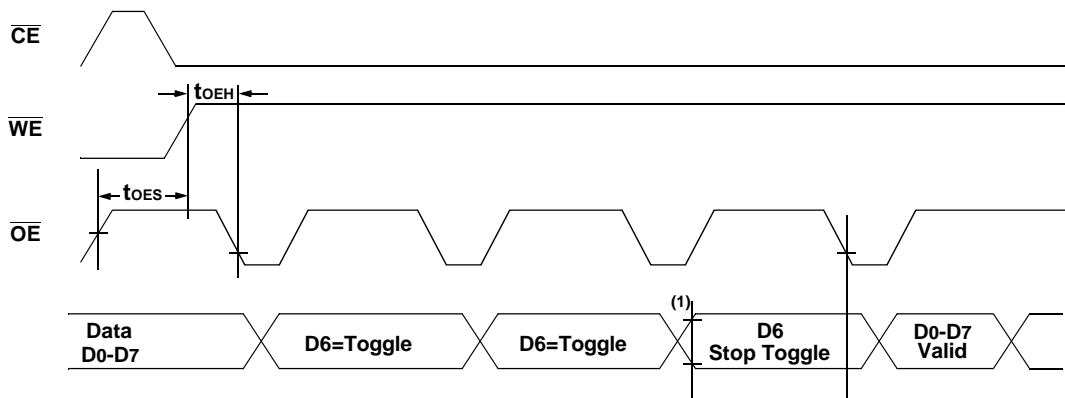 CE
tOEH
WE
tOES
OE
(1)
Data
D0-D7
D6=Toggle
D6=Toggle
D6
Stop Toggle
D0-D7
Valid